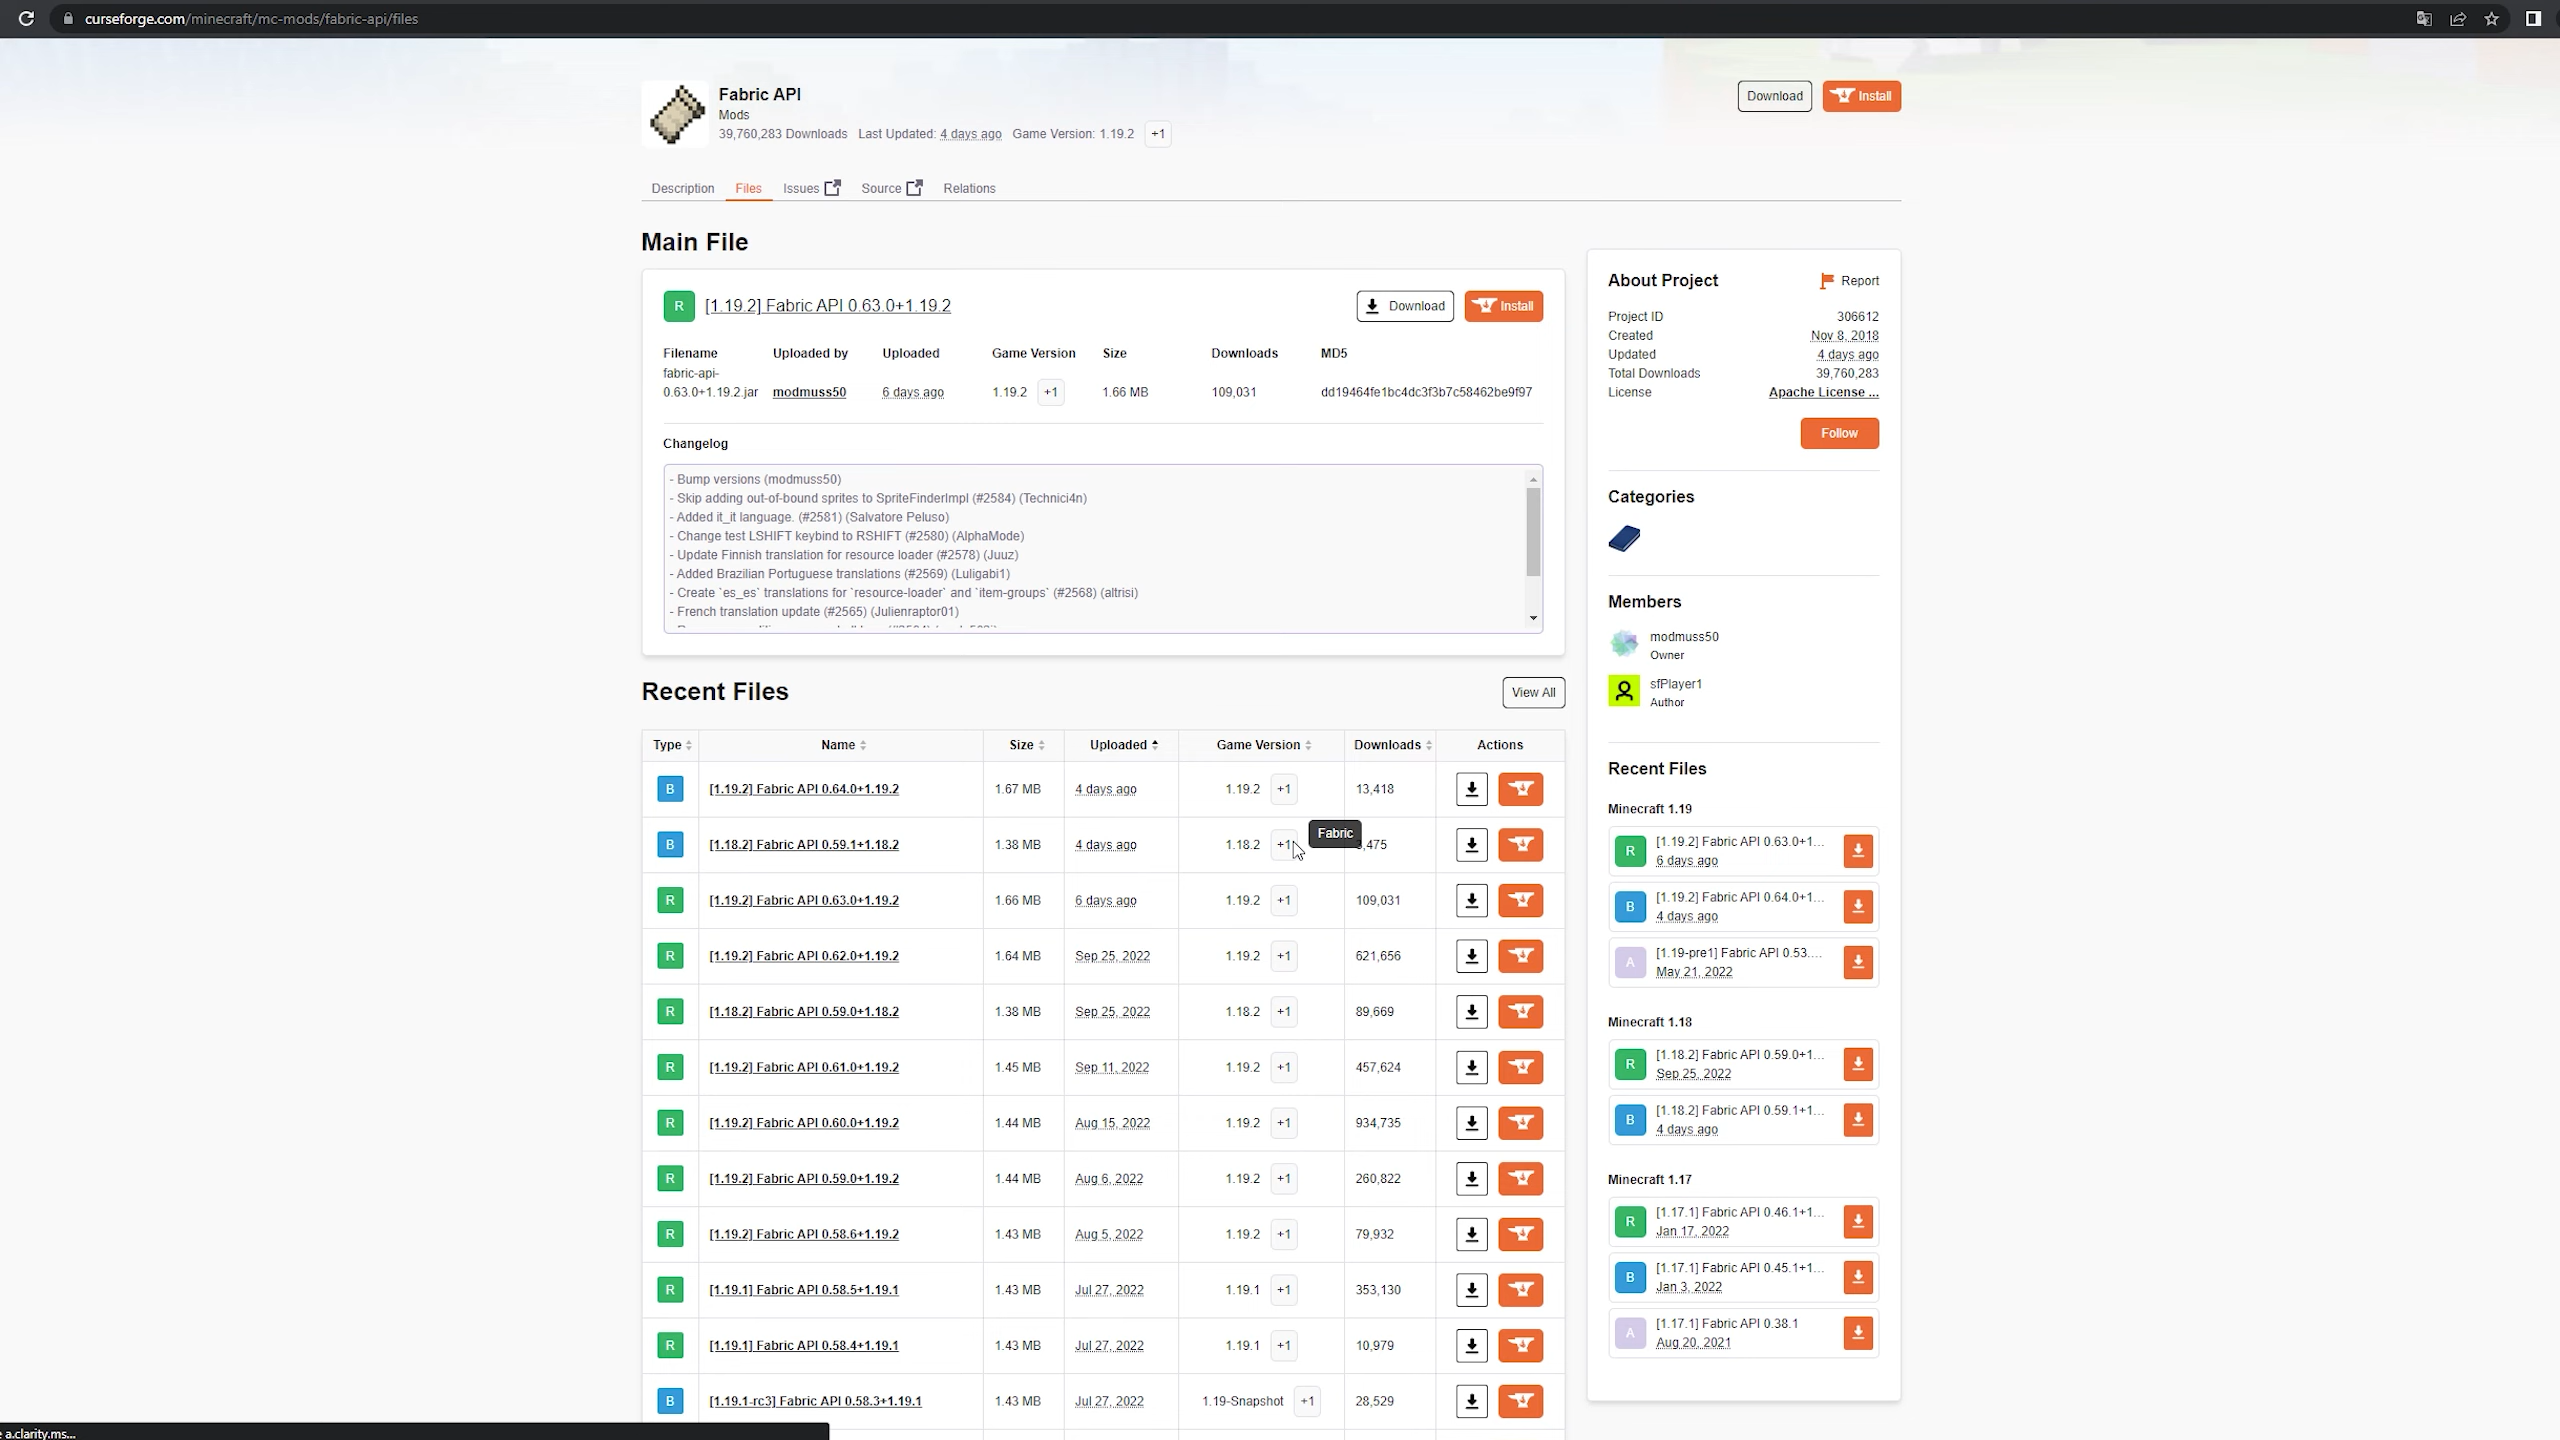 curseforge.com/minecraft/mc-mods/fabric-api/files
Fabric API
Mods
39,760,283 Downloads Last Updated: 4 days ago Game Version: 1.19.2 +1
Download Install
Description Files Issues Source Relations
Main File
R [1.19.2] Fabric API 0.63.0+1.19.2 Download Install
Filename Uploaded by Uploaded Game Version Size Downloads MD5
fabric-api-
0.63.0+1.19.2.jar modmuss50 6 days ago 1.19.2 +1 1.66 MB 109,031 dd19464fe1bc4dc3f3b7c58462be9f97
Changelog
- Bump versions (modmuss50)
- Skip adding out-of-bound sprites to SpriteFinderImpl (#2584) (Technici4n)
- Added it_it language. (#2581) (Salvatore Peluso)
- Change test LSHIFT keybind to RSHIFT (#2580) (AlphaMode)
- Update Finnish translation for resource loader (#2578) (Juuz)
- Added Brazilian Portuguese translations (#2569) (Luligabi1)
- Create `es_es` translations for `resource-loader` and `item-groups` (#2568) (altrisi)
- French translation update (#2565) (Julienraptor01)
Recent Files View All
Type Name Size Uploaded Game Version Downloads Actions
B [1.19.2] Fabric API 0.64.0+1.19.2 1.67 MB 4 days ago 1.19.2 +1 13,418
Fabric
B [1.18.2] Fabric API 0.59.1+1.18.2 1.38 MB 4 days ago 1.18.2 +1 ,475
R [1.19.2] Fabric API 0.63.0+1.19.2 1.66 MB 6 days ago 1.19.2 +1 109,031
R [1.19.2] Fabric API 0.62.0+1.19.2 1.64 MB Sep 25, 2022 1.19.2 +1 621,656
R [1.18.2] Fabric API 0.59.0+1.18.2 1.38 MB Sep 25, 2022 1.18.2 +1 89,669
R [1.19.2] Fabric API 0.61.0+1.19.2 1.45 MB Sep 11, 2022 1.19.2 +1 457,624
R [1.19.2] Fabric API 0.60.0+1.19.2 1.44 MB Aug 15, 2022 1.19.2 +1 934,735
R [1.19.2] Fabric API 0.59.0+1.19.2 1.44 MB Aug 6, 2022 1.19.2 +1 260,822
R [1.19.2] Fabric API 0.58.6+1.19.2 1.43 MB Aug 5, 2022 1.19.2 +1 79,932
R [1.19.1] Fabric API 0.58.5+1.19.1 1.43 MB Jul 27, 2022 1.19.1 +1 353,130
R [1.19.1] Fabric API 0.58.4+1.19.1 1.43 MB Jul 27, 2022 1.19.1 +1 10,979
B [1.19.1-rc3] Fabric API 0.58.3+1.19.1 1.43 MB Jul 27, 2022 1.19-Snapshot +1 28,529
About Project Report
Project ID 306612
Created Nov 8, 2018
Updated 4 days ago
Total Downloads 39,760,283
License Apache License ...
Follow
Categories
Members
modmuss50
Owner
sfPlayer1
Author
Recent Files
Minecraft 1.19
R [1.19.2] Fabric API 0.63.0+1...
6 days ago
B [1.19.2] Fabric API 0.64.0+1...
4 days ago
A [1.19-pre1] Fabric API 0.53....
May 21, 2022
Minecraft 1.18
R [1.18.2] Fabric API 0.59.0+1...
Sep 25, 2022
B [1.18.2] Fabric API 0.59.1+1...
4 days ago
Minecraft 1.17
R [1.17.1] Fabric API 0.46.1+1...
Jan 17, 2022
B [1.17.1] Fabric API 0.45.1+1...
Jan 3, 2022
A [1.17.1] Fabric API 0.38.1
Aug 20, 2021
a.clarity.ms...